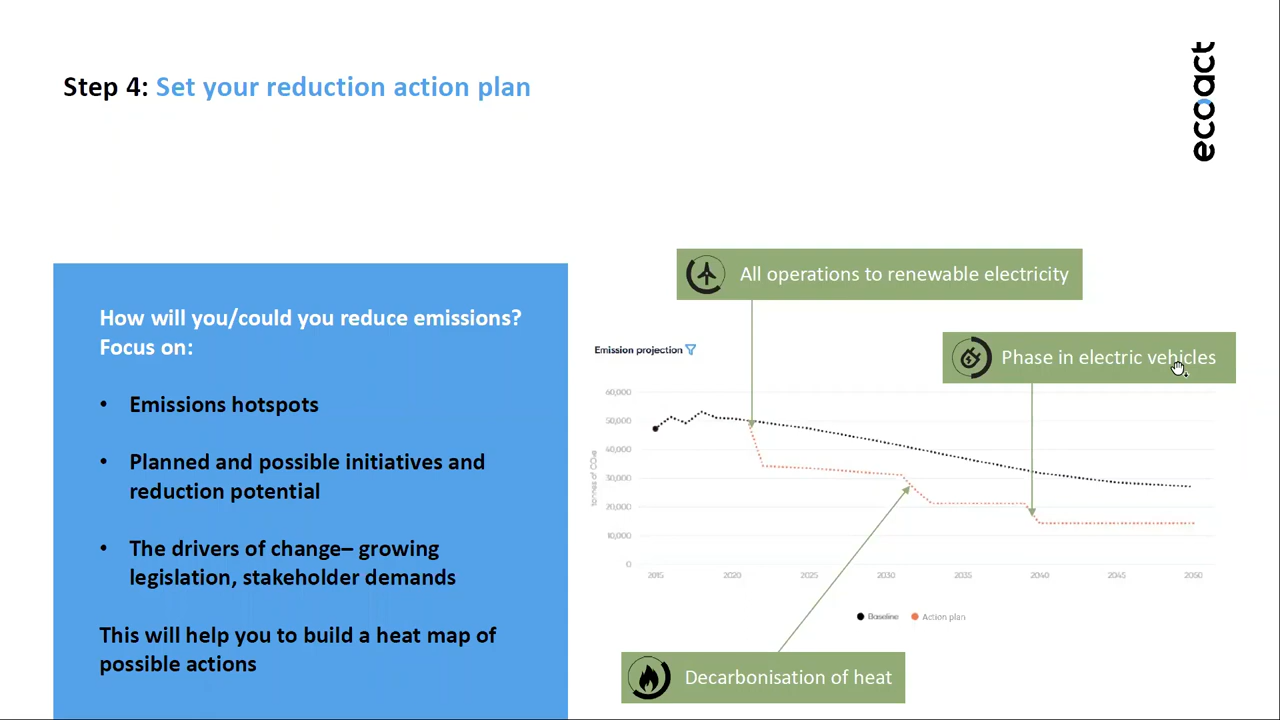 Step 4: Set your reduction action plan
ecoact
How will you/could you reduce emissions?
Focus on:
• Emissions hotspots
• Planned and possible initiatives and
reduction potential
• The drivers of change– growing
legislation, stakeholder demands
This will help you to build a heat map of
possible actions
All operations to renewable electricity
Phase in electric vehicles
Emission projection
60,000
50,000
40,000
30,000
20,000
10,000
0
tonnes of CO₂e
2015 2020 2025 2030 2035 2040 2045 2050
Baseline Action plan
Decarbonisation of heat